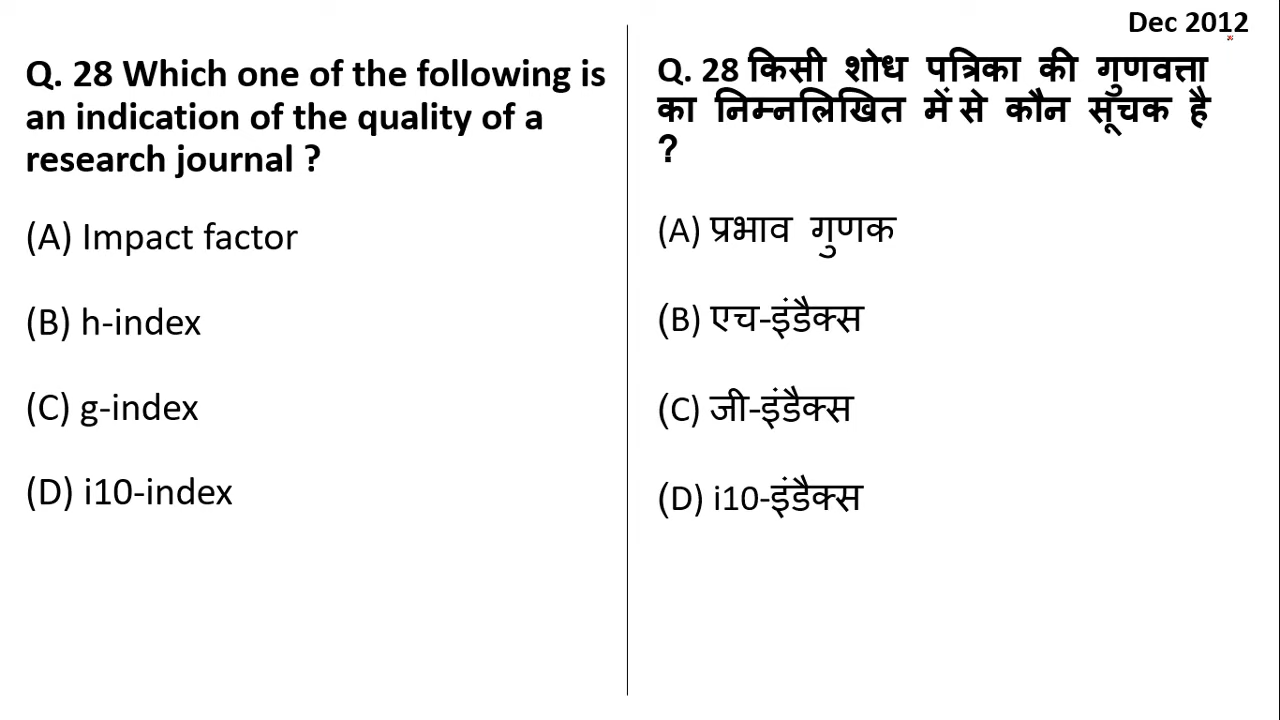 Dec 2012
Q. 28 Which one of the following is
an indication of the quality of a
research journal ?
(A) Impact factor
(B) h-index
(C) g-index
(D) i10-index
Q. 28 किसी शोध पत्रिका की गुणवत्ता
का निम्नलिखित में से कौन सूचक है
?
(A) प्रभाव गुणक
(B) एच-इंडैक्स
(C) जी-इंडैक्स
(D) i10-इंडैक्स